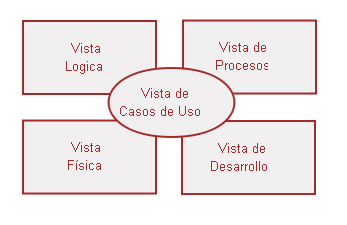 Vista
Logica
Vista de
Procesos
Vista de
Casos de Uso
Vista
Física
Vista de
Desarrollo